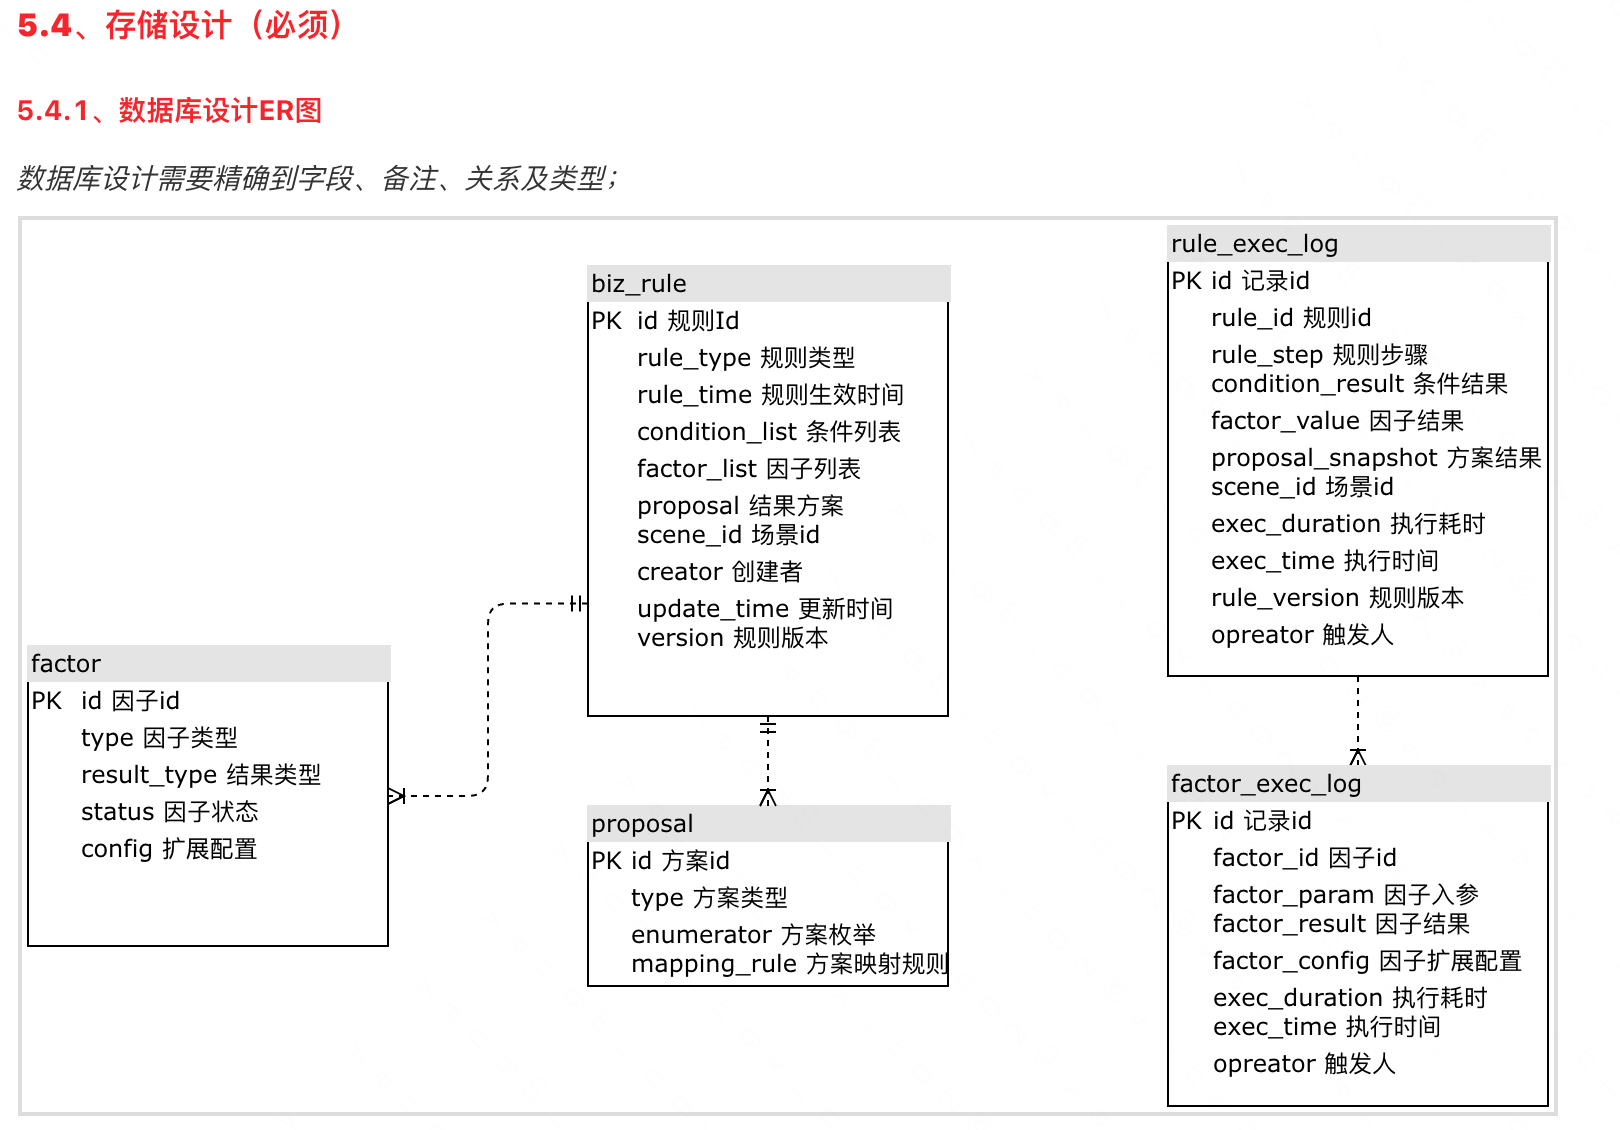 5.4、存储设计（必须）
5.4.1、数据库设计ER图
数据库设计需要精确到字段、备注、关系及类型；
factor
PK id 因子id
type 因子类型
result_type 结果类型
status 因子状态
config 扩展配置
biz_rule
PK id 规则Id
rule_type 规则类型
rule_time 规则生效时间
condition_list 条件列表
factor_list 因子列表
proposal 结果方案
scene_id 场景id
creator 创建者
update_time 更新时间
version 规则版本
proposal
PK id 方案id
type 方案类型
enumerator 方案枚举
mapping_rule 方案映射规则
rule_exec_log
PK id 记录id
rule_id 规则id
rule_step 规则步骤
condition_result 条件结果
factor_value 因子结果
proposal_snapshot 方案结果
scene_id 场景id
exec_duration 执行耗时
exec_time 执行时间
rule_version 规则版本
opreator 触发人
factor_exec_log
PK id 记录id
factor_id 因子id
factor_param 因子入参
factor_result 因子结果
factor_config 因子扩展配置
exec_duration 执行耗时
exec_time 执行时间
opreator 触发人